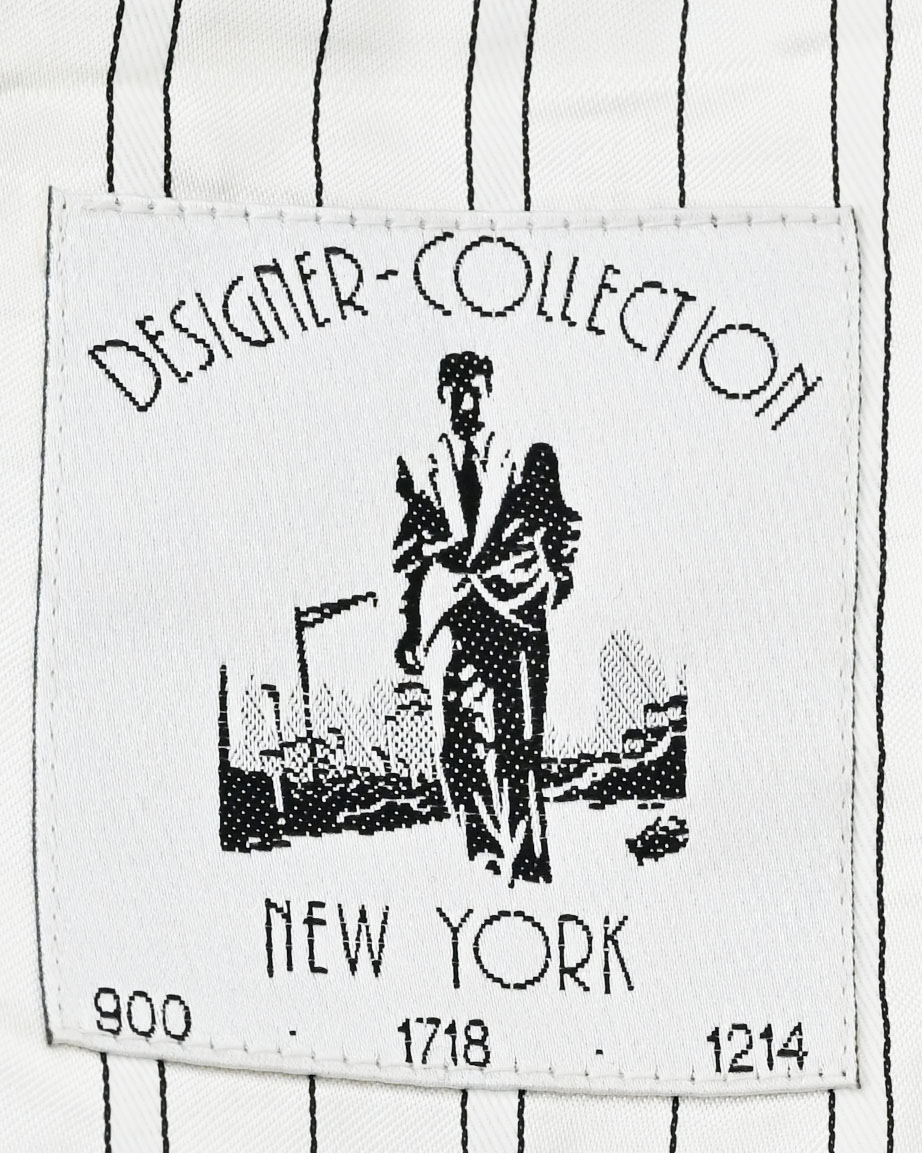 DESIGNER-COLLECTION
NEW YORK
900 · 1718 · 1214